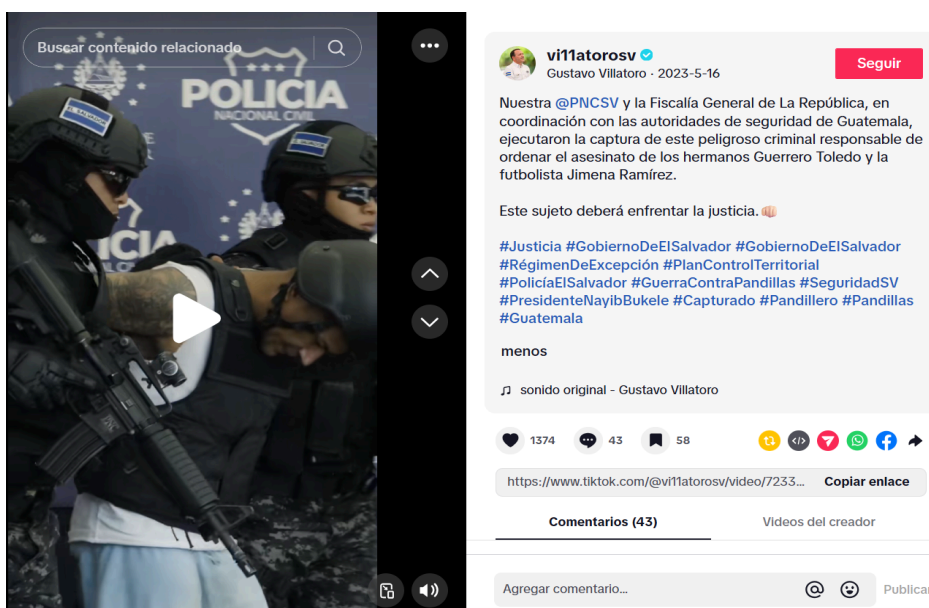 Buscar contenido relacionado
EL SALVADOR
POLICIA
NACIONAL CIVIL
EL SALVADOR
CIA
vi11atorosv
Gustavo Villatoro · 2023-5-16
Seguir
Nuestra @PNCSV y la Fiscalía General de La República, en
coordinación con las autoridades de seguridad de Guatemala,
ejecutaron la captura de este peligroso criminal responsable de
ordenar el asesinato de los hermanos Guerrero Toledo y la
futbolista Jimena Ramírez.
Este sujeto deberá enfrentar la justicia.👊🏻
#Justicia #GobiernoDeElSalvador #GobiernoDeElSalvador
#RégimenDeExcepción #PlanControlTerritorial
#PolicíaElSalvador #GuerraContraPandillas #SeguridadSV
#PresidenteNayibBukele #Capturado #Pandillero #Pandillas
#Guatemala
menos
♫ sonido original - Gustavo Villatoro
1374 43 58
https://www.tiktok.com/@vi11atorosv/video/7233... Copiar enlace
Comentarios (43) Videos del creador
Agregar comentario... Publicar